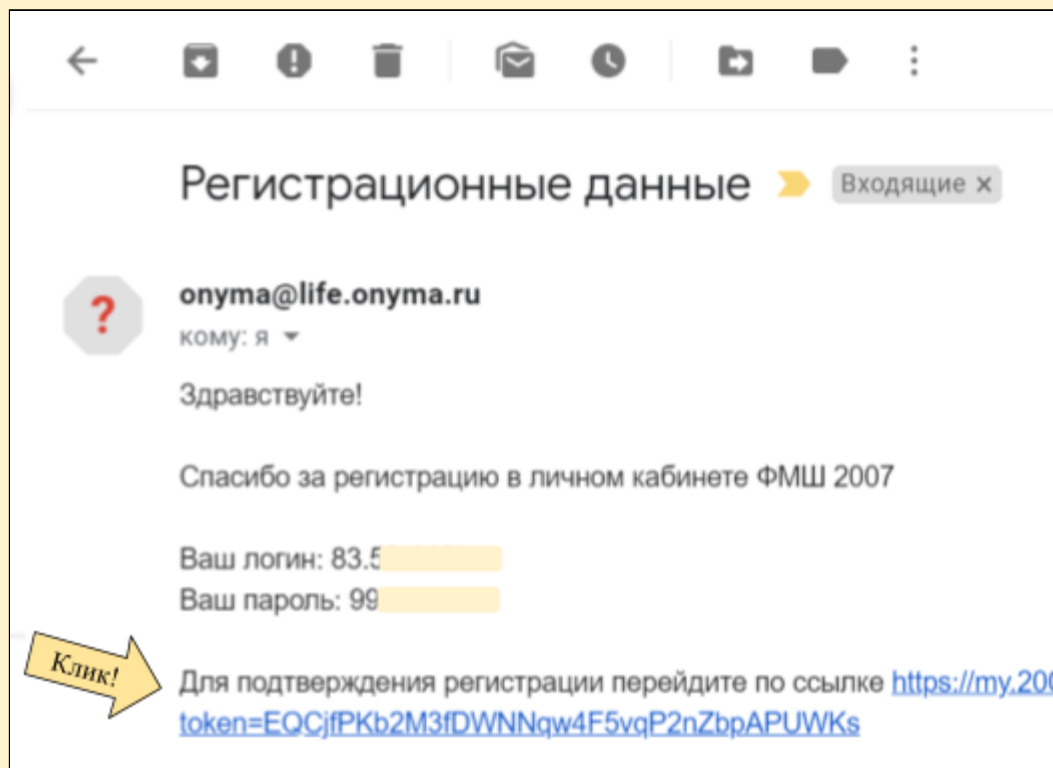 Регистрационные данные
Входящие x
?
onyma@life.onyma.ru
кому: я
Здравствуйте!
Спасибо за регистрацию в личном кабинете ФМШ 2007
Ваш логин: 83.5
Ваш пароль: 99
Клик!
Для подтверждения регистрации перейдите по ссылке https://my.200
token=EQCjfPKb2M3fDWNNqw4F5vqP2nZbpAPUWKs